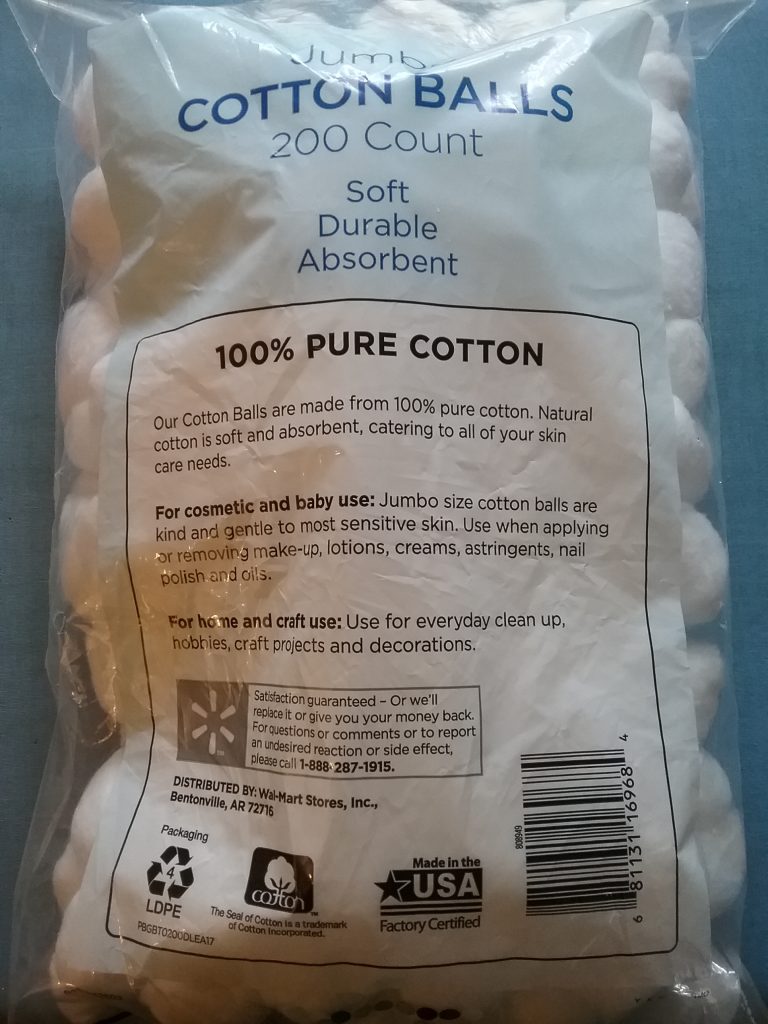 Jumb
COTTON BALLS
200 Count
Soft
Durable
Absorbent
100% PURE COTTON
Our Cotton Balls are made from 100% pure cotton. Natural
cotton is soft and absorbent, catering to all of your skin
care needs.
For cosmetic and baby use: Jumbo size cotton balls are
kind and gentle to most sensitive skin. Use when applying
or removing make-up, lotions, creams, astringents, nail
polish and oils.
For home and craft use: Use for everyday clean up,
hobbies, craft projects and decorations.
Satisfaction guaranteed – Or we'll
replace it or give you your money back.
For questions or comments or to report
an undesired reaction or side effect,
please call 1-888-287-1915.
DISTRIBUTED BY: Wal-Mart Stores, Inc.,
Bentonville, AR 72716
Packaging
4
LDPE
PBGBT0200DLEA17
cotton
TM
The Seal of Cotton is a trademark
of Cotton Incorporated.
Made in the
USA
Factory Certified
808949
6 81131 16968 4